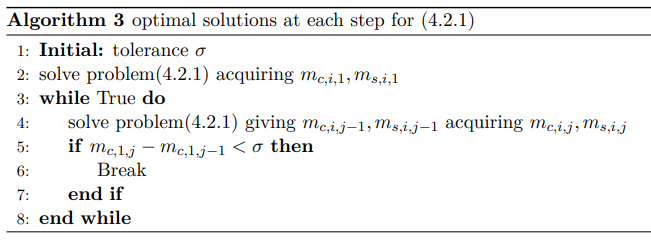 Algorithm 3 optimal solutions at each step for (4.2.1)
1: Initial: tolerance σ
2: solve problem(4.2.1) acquiring m_{c,i,1}, m_{s,i,1}
3: while True do
4: solve problem(4.2.1) giving m_{c,i,j−1}, m_{s,i,j−1} acquiring m_{c,i,j}, m_{s,i,j}
5: if m_{c,1,j} − m_{c,1,j−1} < σ then
6: Break
7: end if
8: end while